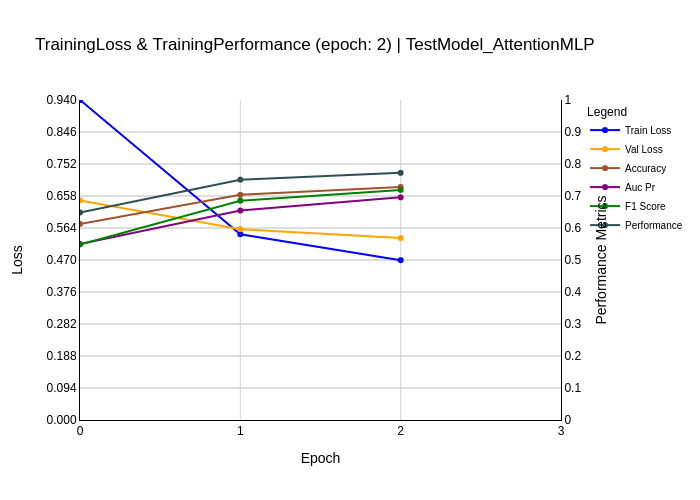 TrainingLoss & TrainingPerformance (epoch: 2) | TestModel_AttentionMLP
Loss
0.940
0.846
0.752
0.658
0.564
0.470
0.376
0.282
0.188
0.094
0.000
0
1
2
3
Epoch
1
0.9
0.8
0.7
0.6
0.5
0.4
0.3
0.2
0.1
0
Performance Metrics
Legend
Train Loss
Val Loss
Accuracy
Auc Pr
F1 Score
Performance